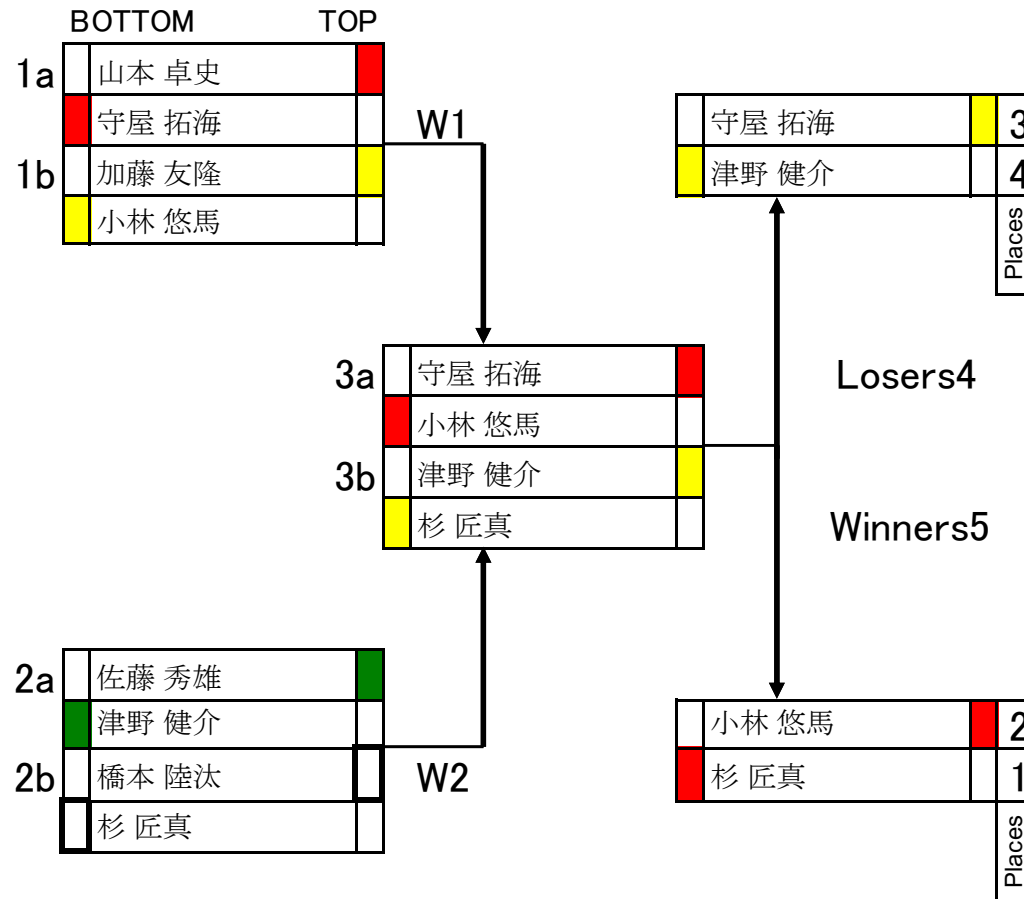 BOTTOM TOP
1a 山本 卓史
守屋 拓海
1b 加藤 友隆
小林 悠馬
W1
守屋 拓海 3
津野 健介 4
Places
3a 守屋 拓海
小林 悠馬
3b 津野 健介
杉 匠真
Losers4
Winners5
2a 佐藤 秀雄
津野 健介
2b 橋本 陸汰
杉 匠真
W2
小林 悠馬 2
杉 匠真 1
Places